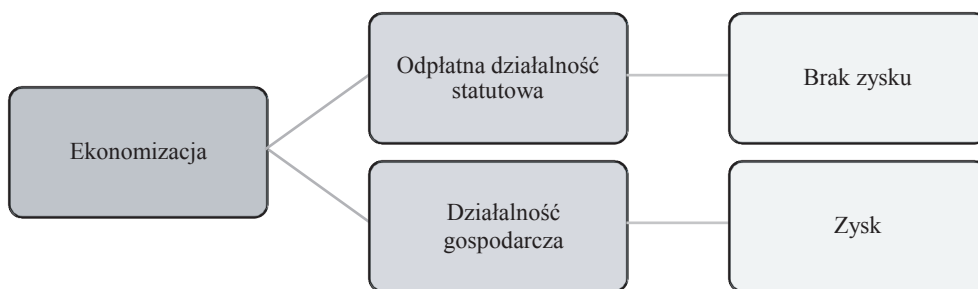 Ekonomizacja
Odpłatna działalność
statutowa
Brak zysku
Działalność
gospodarcza
Zysk